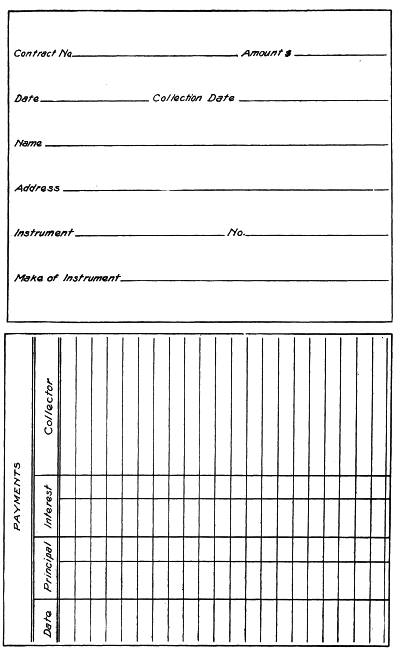 Contract No. Amount $
Date Collection Date
Name
Address
Instrument No.
Make of Instrument
PAYMENTS
Date Principal Interest Collector